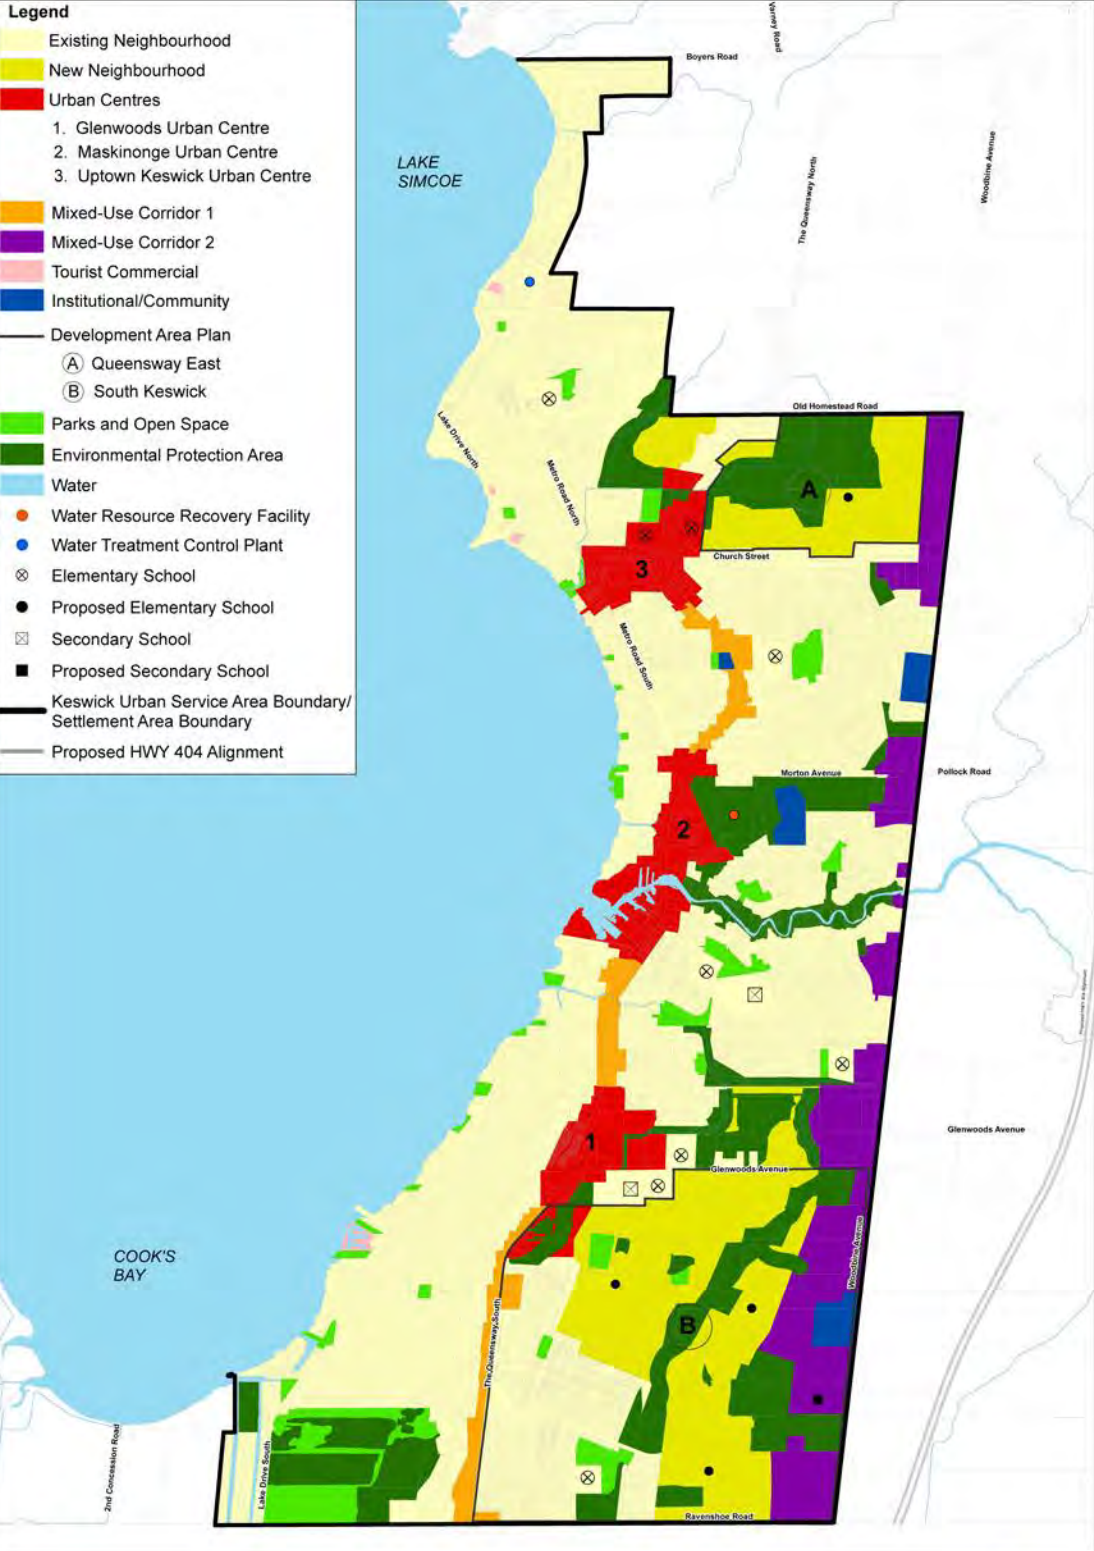 Legend
Existing Neighbourhood
New Neighbourhood
Urban Centres
1. Glenwoods Urban Centre
2. Maskinonge Urban Centre
3. Uptown Keswick Urban Centre
Mixed-Use Corridor 1
Mixed-Use Corridor 2
Tourist Commercial
Institutional/Community
Development Area Plan
A Queensway East
B South Keswick
Parks and Open Space
Environmental Protection Area
Water
Water Resource Recovery Facility
Water Treatment Control Plant
Elementary School
Proposed Elementary School
Secondary School
Proposed Secondary School
Keswick Urban Service Area Boundary/
Settlement Area Boundary
Proposed HWY 404 Alignment
Varney Road
Boyers Road
LAKE
SIMCOE
The Queensway North
Woodbine Avenue
Old Homestead Road
Lake Drive North
Metro Road North
A
Church Street
3
Metro Road South
Morton Avenue
Pollock Road
2
Glenwoods Avenue
1
Glenwoods Avenue
Woodbine Avenue
COOK'S
BAY
The Queensway South
B
2nd Concession Road
Lake Drive South
Ravenshoe Road